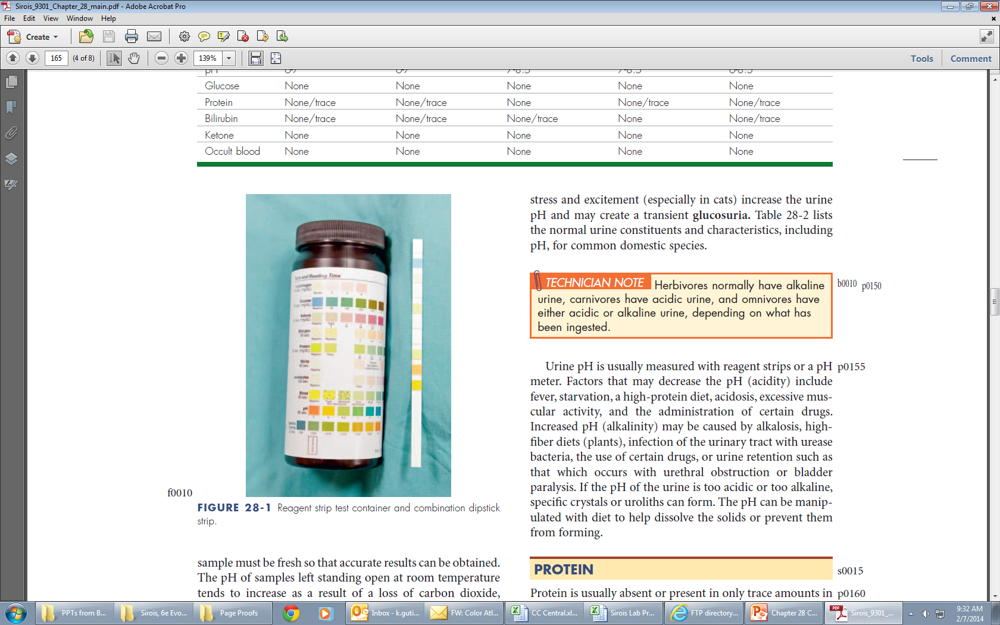 Sirois_9301_Chapter_28_main.pdf - Adobe Acrobat Pro
File Edit View Window Help
Create
165 (4 of 8) 139% Tools Comment
Glucose None None None None None
Protein None/trace None/trace None None/trace None/trace
Bilirubin None/trace None/trace None/trace None None/trace
Ketone None None None None None
Occult blood None None None None None
Tests and Reading Time
Glucose
Ketone
Bilirubin
Protein
Nitrite
Leukocytes
Blood
pH
f0010
FIGURE 28-1 Reagent strip test container and combination dipstick
strip.
sample must be fresh so that accurate results can be obtained.
The pH of samples left standing open at room temperature
tends to increase as a result of a loss of carbon dioxide,
stress and excitement (especially in cats) increase the urine
pH and may create a transient glucosuria. Table 28-2 lists
the normal urine constituents and characteristics, including
pH, for common domestic species.
TECHNICIAN NOTE Herbivores normally have alkaline b0010 p0150
urine, carnivores have acidic urine, and omnivores have
either acidic or alkaline urine, depending on what has
been ingested.
Urine pH is usually measured with reagent strips or a pH p0155
meter. Factors that may decrease the pH (acidity) include
fever, starvation, a high-protein diet, acidosis, excessive mus-
cular activity, and the administration of certain drugs.
Increased pH (alkalinity) may be caused by alkalosis, high-
fiber diets (plants), infection of the urinary tract with urease
bacteria, the use of certain drugs, or urine retention such as
that which occurs with urethral obstruction or bladder
paralysis. If the pH of the urine is too acidic or too alkaline,
specific crystals or uroliths can form. The pH can be manip-
ulated with diet to help dissolve the solids or prevent them
from forming.
PROTEIN s0015
Protein is usually absent or present in only trace amounts in p0160
PPTs from B... Sirois, 6e Evo... Page Proofs Inbox - k.guti... FW: Color Atl... CC Central.xl... Sirois Lab Pr... FTP directory... Chapter 28 C... Sirois_9301_... 9:32 AM
2/7/2014